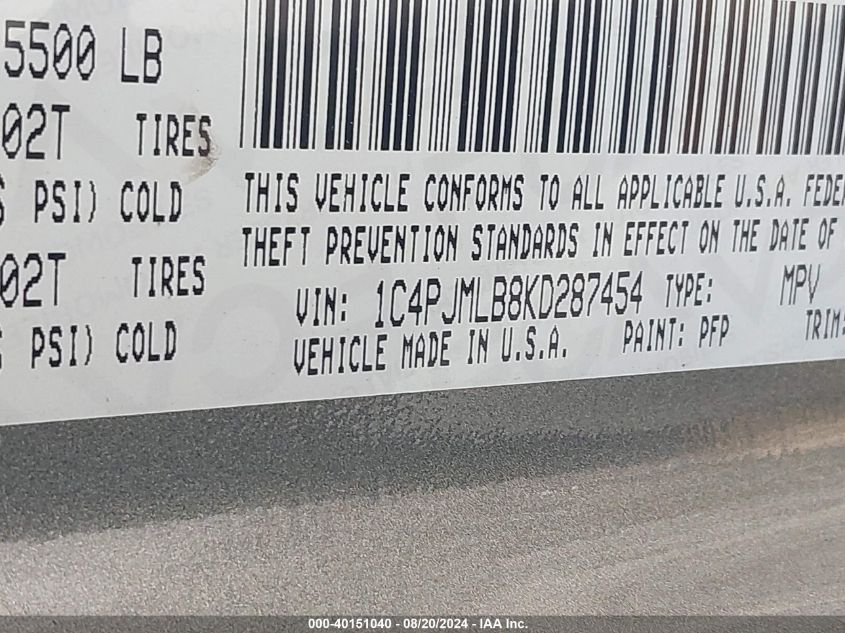 5500 LB
02T TIRES
PSI) COLD
02T TIRES
PSI) COLD
THIS VEHICLE CONFORMS TO ALL APPLICABLE U.S.A. FEDER
THEFT PREVENTION STANDARDS IN EFFECT ON THE DATE OF
VIN: 1C4PJMLB8KD287454 TYPE: MPV
VEHICLE MADE IN U.S.A. PAINT: PFP TRIM:
000-40151040 - 08/20/2024 - IAA Inc.